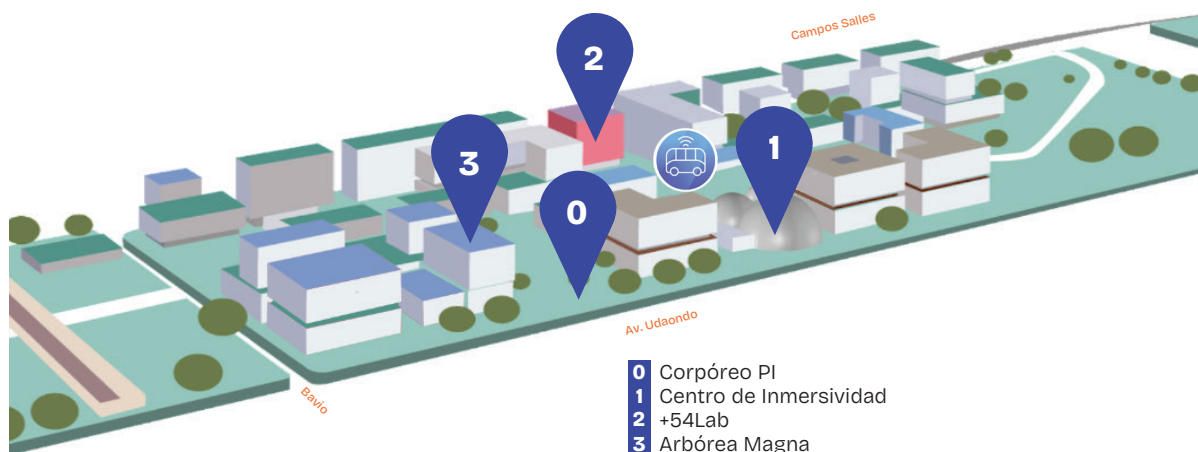 Campos Salles
2
1
3
0
Av. Udaondo
Bavio
0 Corpóreo PI
1 Centro de Inmersividad
2 +54Lab
3 Arbórea Magna